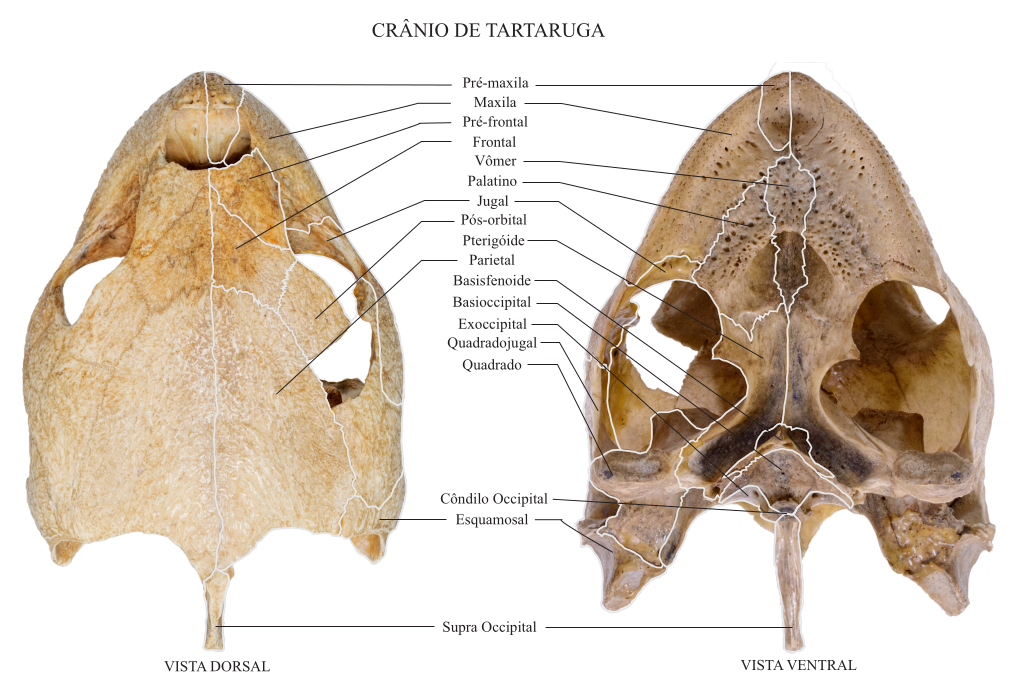 CRÂNIO DE TARTARUGA
Pré-maxila
Maxila
Pré-frontal
Frontal
Vômer
Palatino
Jugal
Pós-orbital
Pterigóide
Parietal
Basisfenoide
Basioccipital
Exoccipital
Quadradojugal
Quadrado
Côndilo Occipital
Esquamosal
Supra Occipital
VISTA DORSAL
VISTA VENTRAL